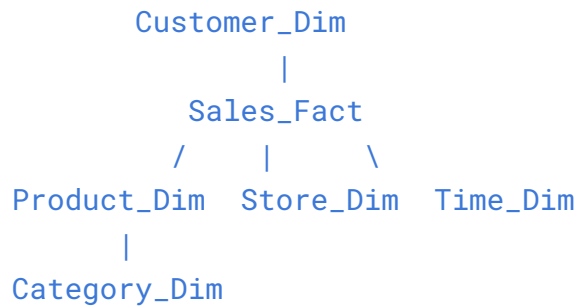 Customer_Dim
|
Sales_Fact
/ | \
Product_Dim Store_Dim Time_Dim
|
Category_Dim